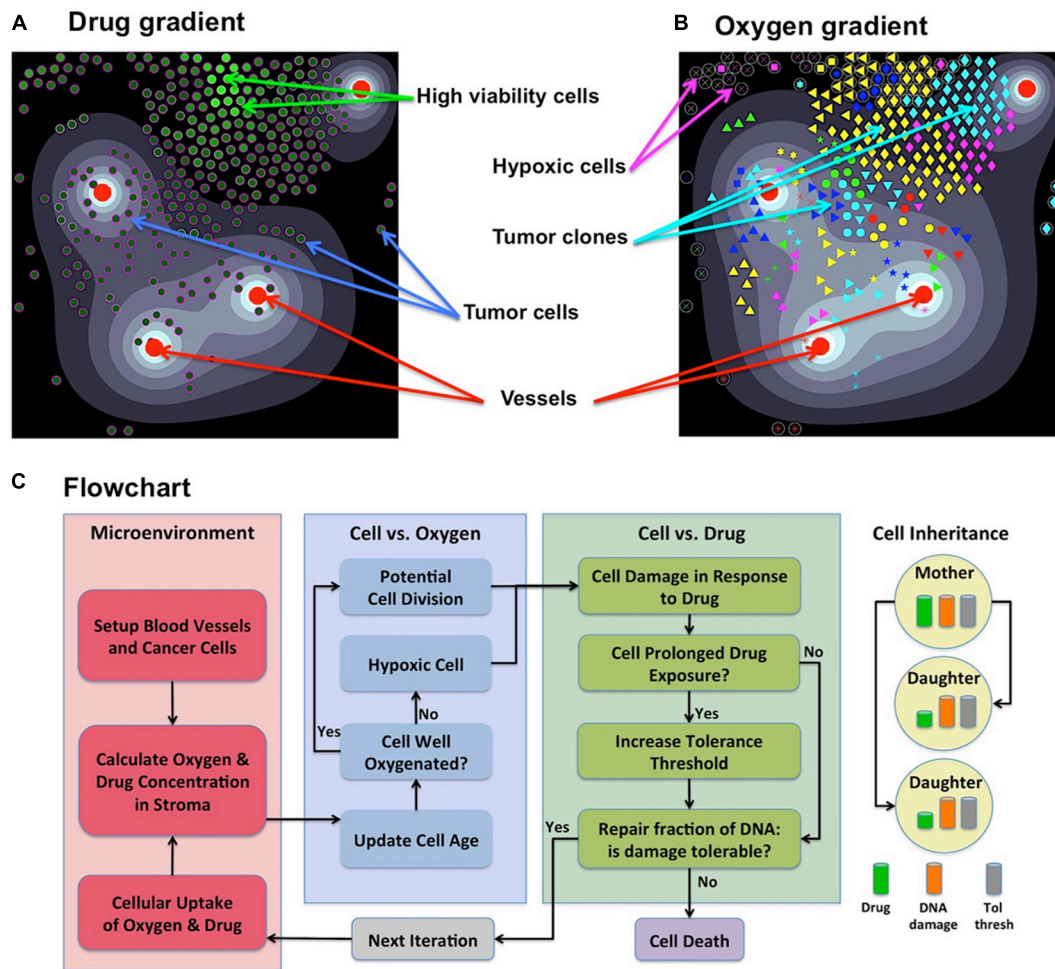 A
Drug gradient
B
Oxygen gradient
High viability cells
Hypoxic cells
Tumor clones
Tumor cells
Vessels
C
Flowchart
Microenvironment
Setup Blood Vessels
and Cancer Cells
Calculate Oxygen &
Drug Concentration
in Stroma
Cellular Uptake
of Oxygen & Drug
Cell vs. Oxygen
Potential
Cell Division
Hypoxic Cell
No
Yes
Cell Well
Oxygenated?
Update Cell Age
Next Iteration
Cell vs. Drug
Cell Damage in Response
to Drug
Cell Prolonged Drug
Exposure?
No
Yes
Increase Tolerance
Threshold
Yes
Repair fraction of DNA:
is damage tolerable?
No
Cell Death
Cell Inheritance
Mother
Daughter
Daughter
Drug
DNA
damage
Tol
thresh